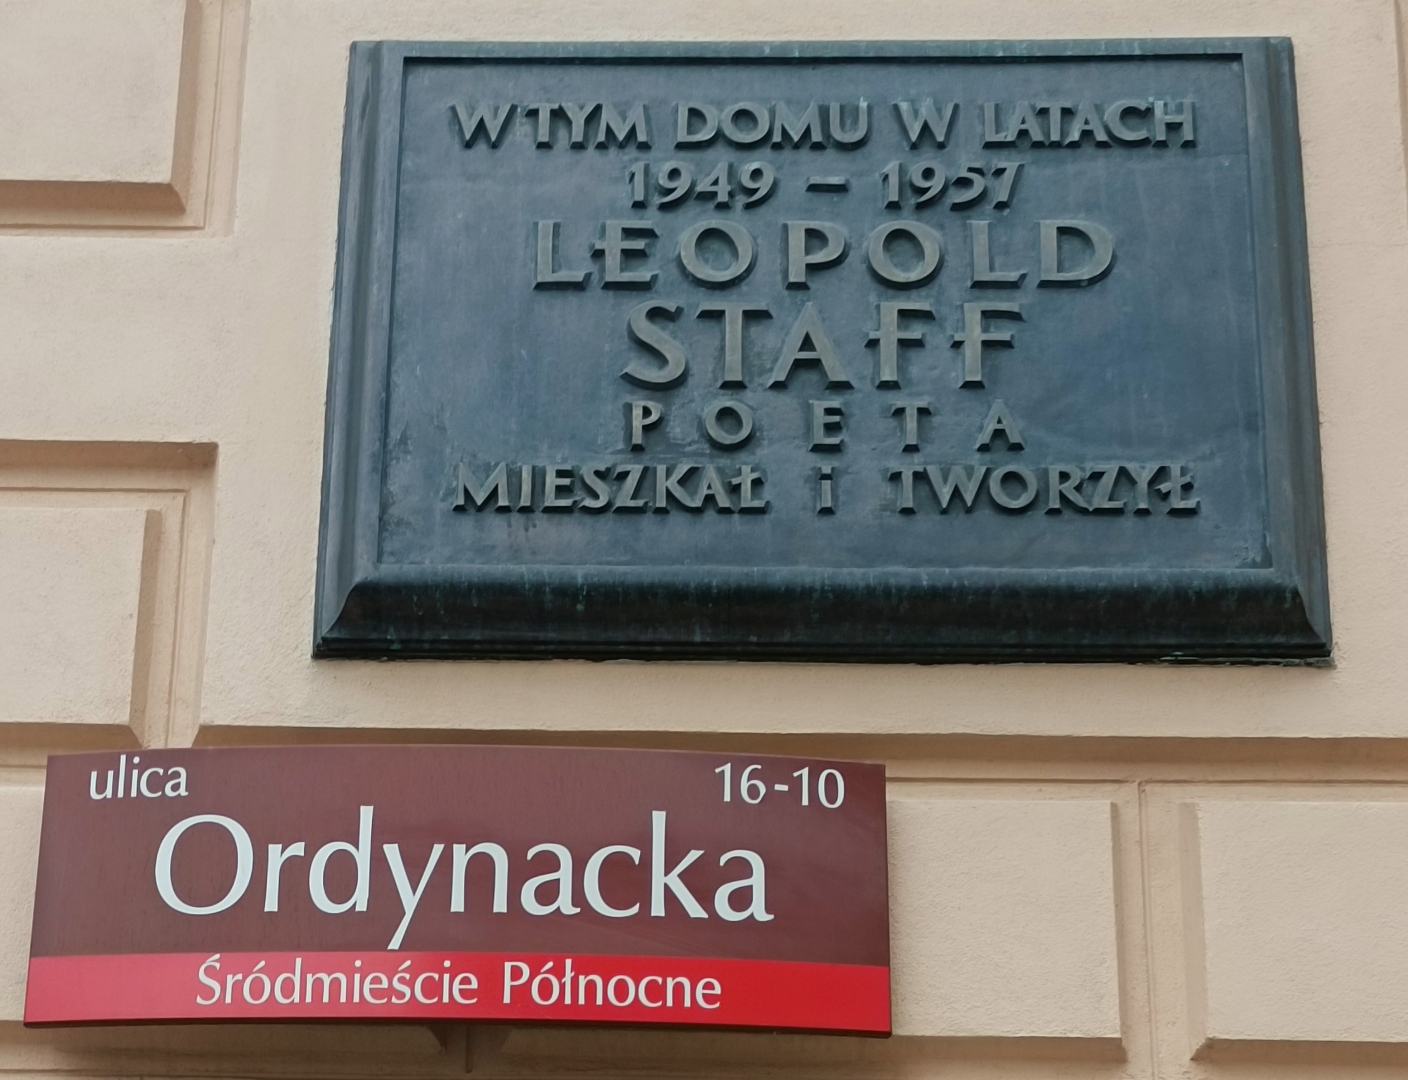 W TYM DOMU W LATACH
1949 – 1957
LEOPOLD
STAFF
POETA
MIESZKAŁ i TWORZYŁ
ulica 16-10
Ordynacka
Śródmieście Północne